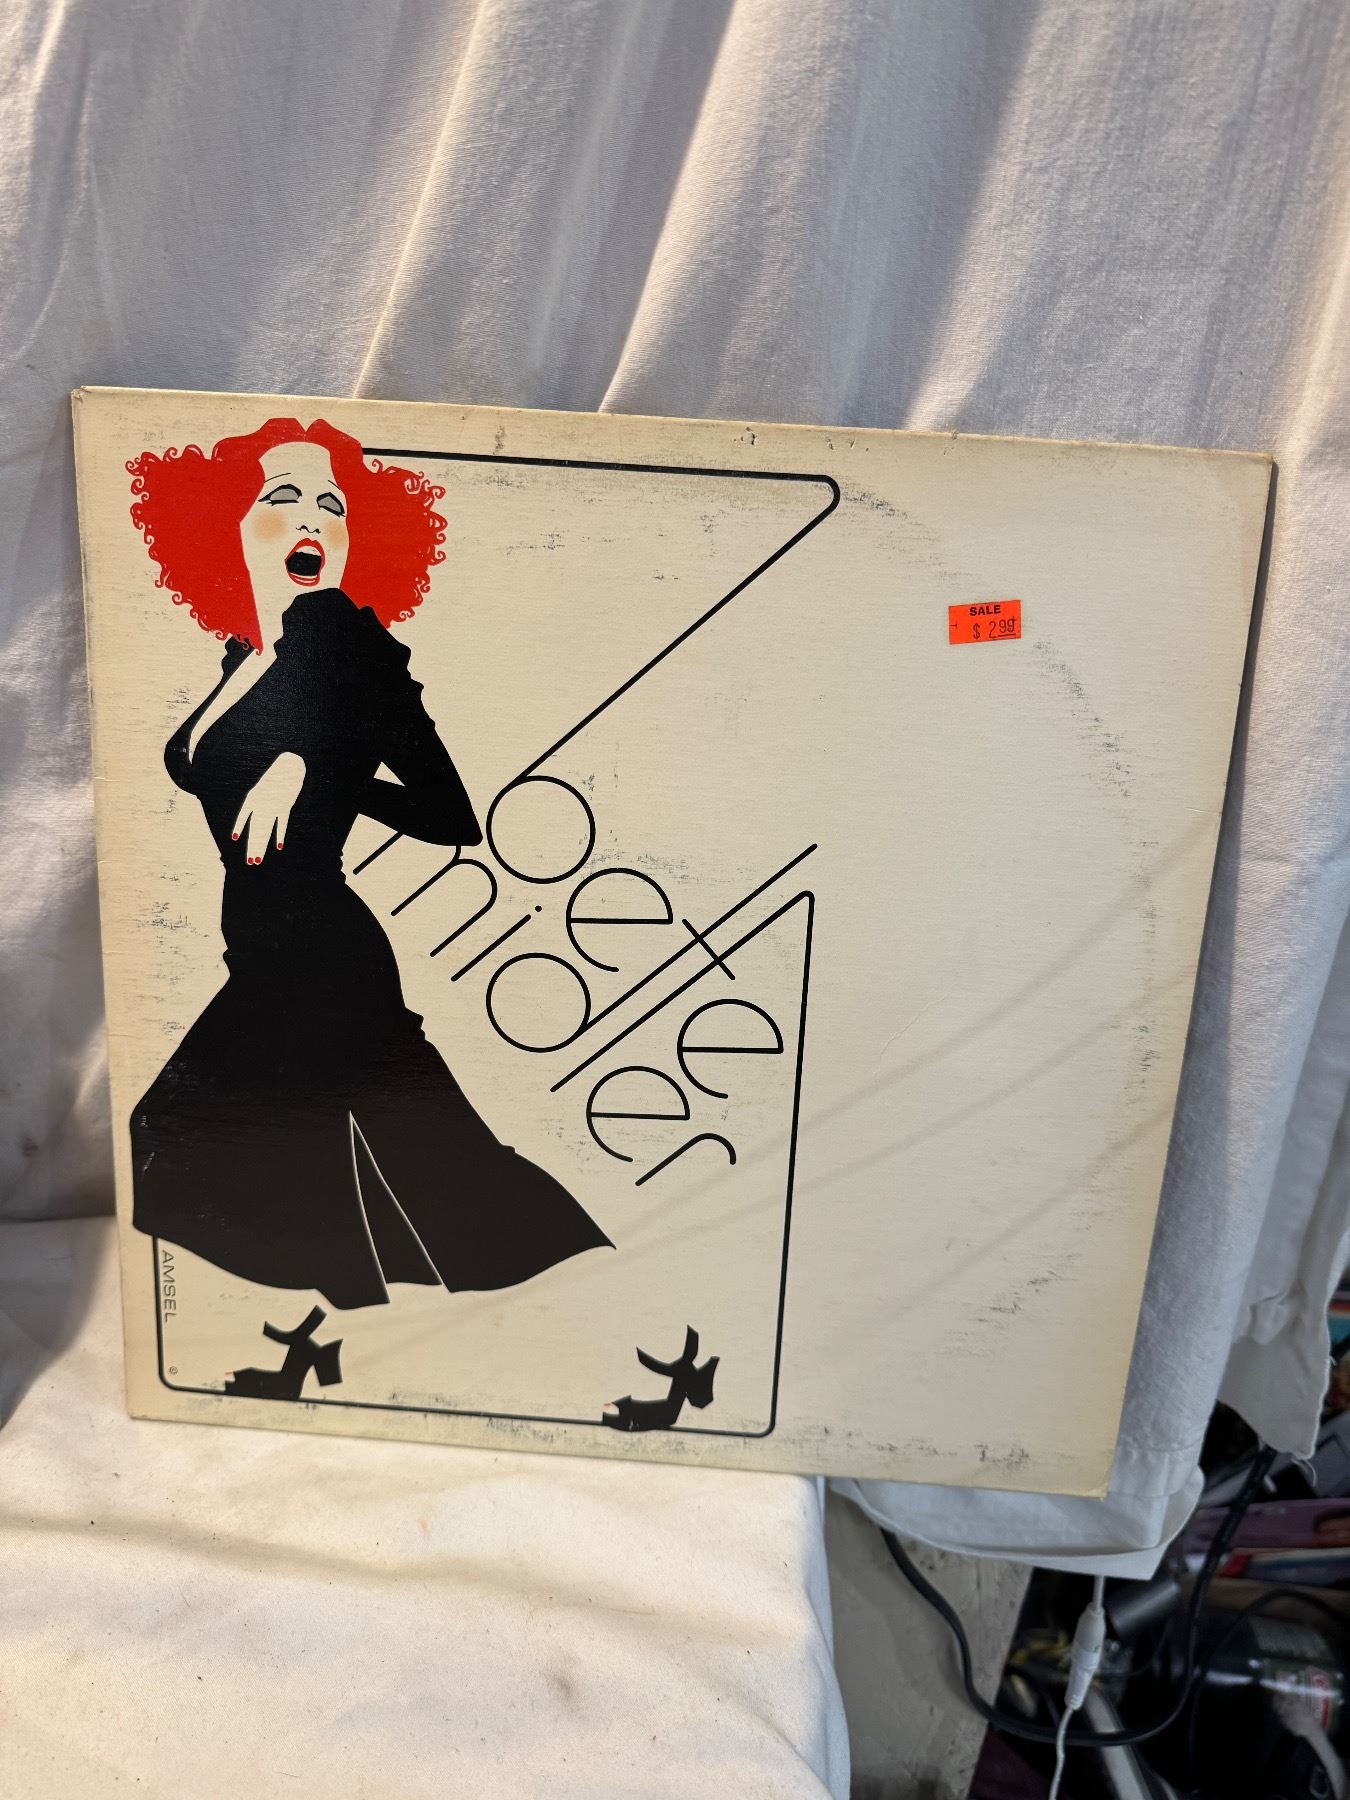 bette
midler
SALE
$ 2.99
AMSEL
©